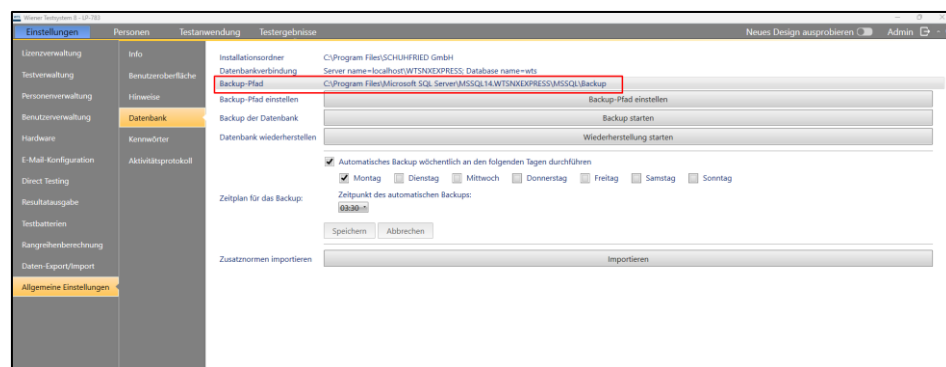 Wiener Testsystem 8 - LP-783
Einstellungen Personen Testanwendung Testergebnisse Neues Design ausprobieren Admin
Lizenzverwaltung
Testverwaltung
Personenverwaltung
Benutzerverwaltung
Hardware
E-Mail-Konfiguration
Direct Testing
Resultatausgabe
Testbatterien
Rangreihenberechnung
Daten-Export/Import
Allgemeine Einstellungen
Info
Benutzeroberfläche
Hinweise
Datenbank
Kennwörter
Aktivitätsprotokoll
Installationsordner C:\Program Files\SCHUHFRIED GmbH
Datenbankverbindung Server name=localhost\WTSNXEXPRESS; Database name=wts
Backup-Pfad C:\Program Files\Microsoft SQL Server\MSSQL14.WTSNXEXPRESS\MSSQL\Backup
Backup-Pfad einstellen Backup-Pfad einstellen
Backup der Datenbank Backup starten
Datenbank wiederherstellen Wiederherstellung starten
Automatisches Backup wöchentlich an den folgenden Tagen durchführen
Montag Dienstag Mittwoch Donnerstag Freitag Samstag Sonntag
Zeitplan für das Backup: Zeitpunkt des automatischen Backups:
03:30
Speichern Abbrechen
Zusatznormen importieren Importieren